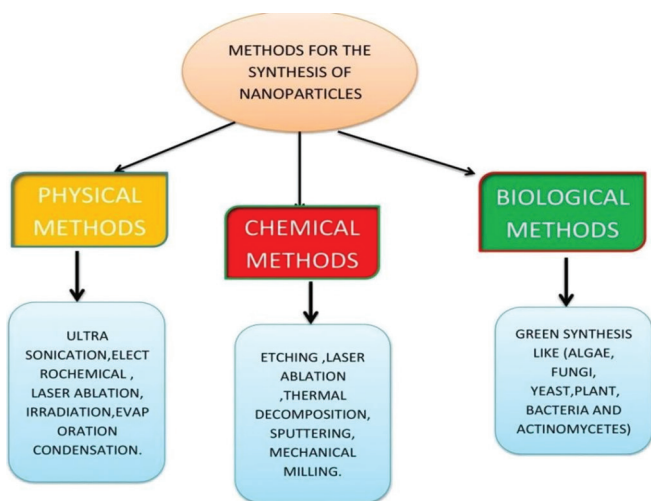 METHODS FOR THE
SYNTHESIS OF
NANOPARTICLES
PHYSICAL
METHODS
CHEMICAL
METHODS
BIOLOGICAL
METHODS
ULTRA
SONICATION,ELECT
ROCHEMICAL ,
LASER ABLATION,
IRRADIATION,EVAP
ORATION
CONDENSATION.
ETCHING ,LASER
ABLATION
,THERMAL
DECOMPOSITION,
SPUTTERING,
MECHANICAL
MILLING.
GREEN SYNTHESIS
LIKE (ALGAE,
FUNGI,
YEAST,PLANT,
BACTERIA AND
ACTINOMYCETES)